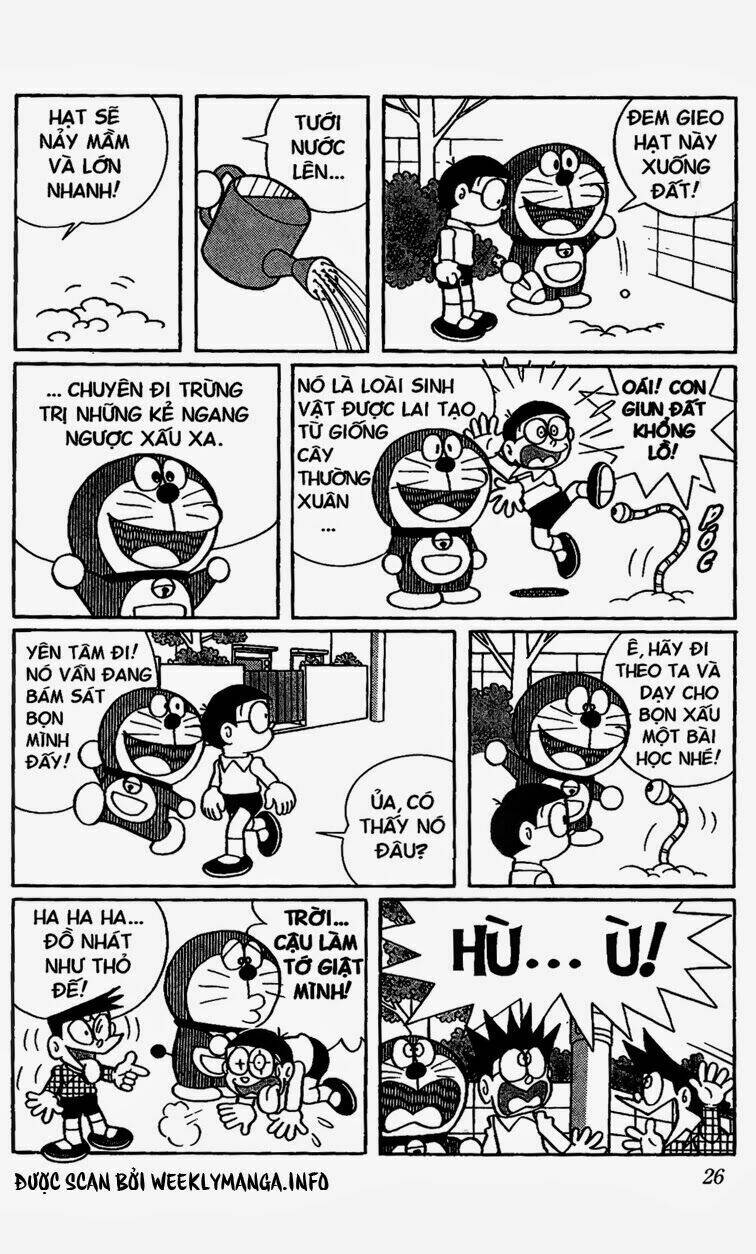 ĐEM GIEO
HẠT NÀY
XUỐNG
ĐẤT!
TƯỚI
NƯỚC
LÊN...
HẠT SẼ
NẢY MẦM
VÀ LỚN
NHANH!
OÁI! CON
GIUN ĐẤT
KHỔNG
LỒ!
PỌC
NÓ LÀ LOÀI SINH
VẬT ĐƯỢC LAI TẠO
TỪ GIỐNG
CÂY
THƯỜNG
XUÂN
...
... CHUYÊN ĐI TRỪNG
TRỊ NHỮNG KẺ NGANG
NGƯỢC XẤU XA.
Ê, HÃY ĐI
THEO TA VÀ
DẠY CHO
BỌN XẤU
MỘT BÀI
HỌC NHÉ!
ỦA, CÓ
THẤY NÓ
ĐÂU?
YÊN TÂM ĐI!
NÓ VẪN ĐANG
BÁM SÁT
BỌN
MÌNH
ĐẤY!
HÙ... Ù!
TRỜI...
CẬU LÀM
TỚ GIẬT
MÌNH!
HA HA HA...
ĐỒ NHÁT
NHƯ THỎ
ĐẾ!
ĐƯỢC SCAN BỞI WEEKLYMANGA.INFO
26